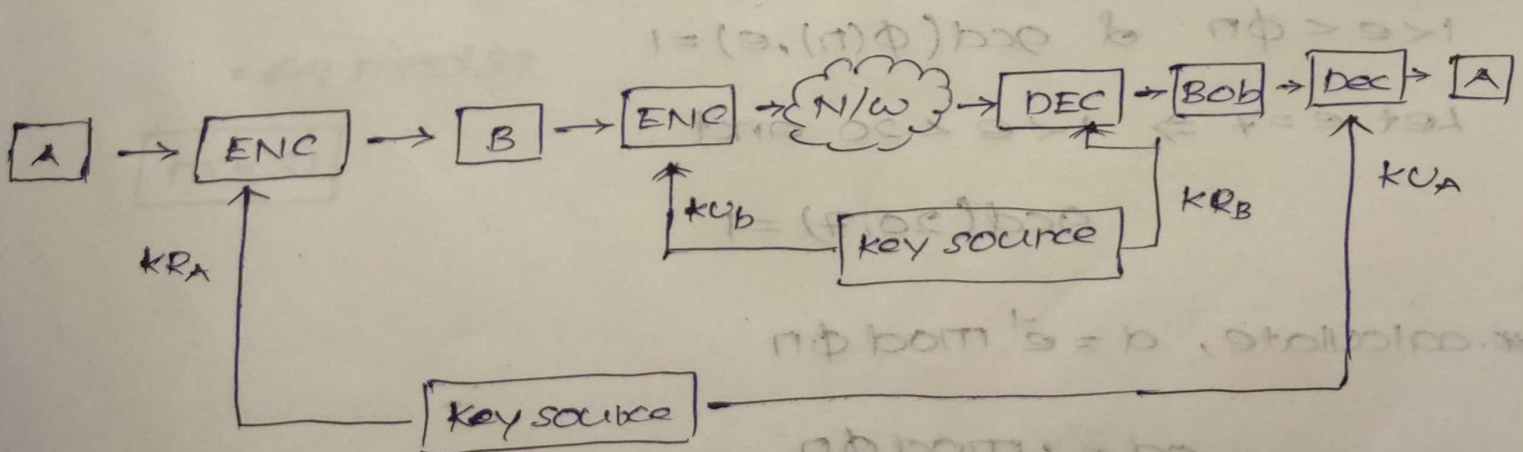 A → ENC → B → ENC → N/W → DEC → Bob → Dec → A
KRA KUb KRB KUA
Key source
Key source